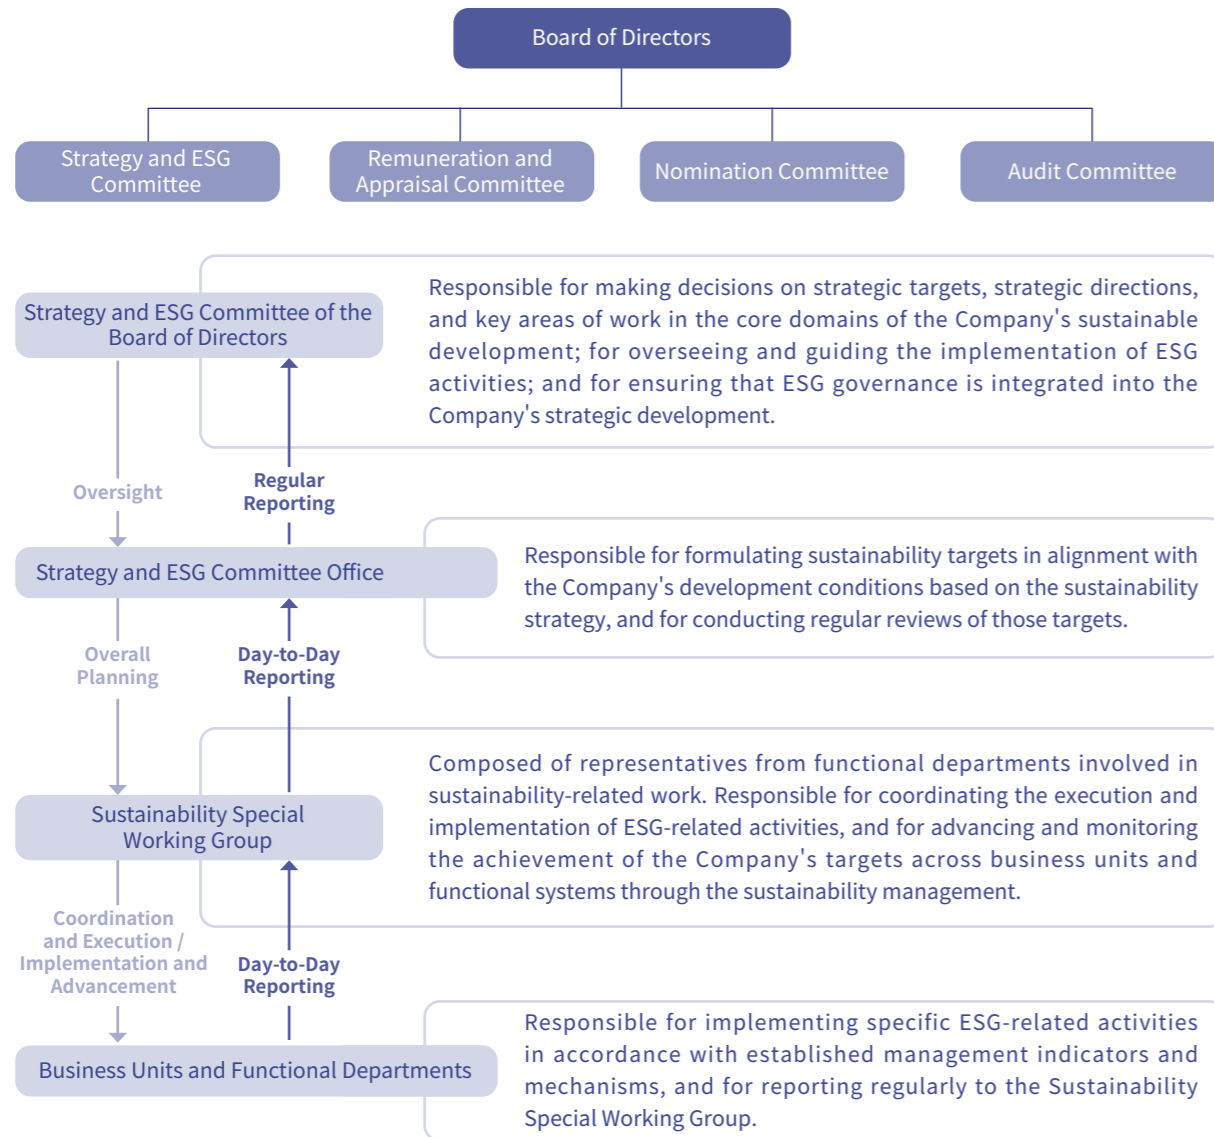 Board of Directors
Strategy and ESG
Committee
Remuneration and
Appraisal Committee
Nomination Committee
Audit Committee
Strategy and ESG Committee of the
Board of Directors
Responsible for making decisions on strategic targets, strategic directions,
and key areas of work in the core domains of the Company's sustainable
development; for overseeing and guiding the implementation of ESG
activities; and for ensuring that ESG governance is integrated into the
Company's strategic development.
Oversight
Regular
Reporting
Strategy and ESG Committee Office
Responsible for formulating sustainability targets in alignment with
the Company's development conditions based on the sustainability
strategy, and for conducting regular reviews of those targets.
Overall
Planning
Day-to-Day
Reporting
Sustainability Special
Working Group
Composed of representatives from functional departments involved in
sustainability-related work. Responsible for coordinating the execution and
implementation of ESG-related activities, and for advancing and monitoring
the achievement of the Company's targets across business units and
functional systems through the sustainability management.
Coordination
and Execution /
Implementation and
Advancement
Day-to-Day
Reporting
Business Units and Functional Departments
Responsible for implementing specific ESG-related activities
in accordance with established management indicators and
mechanisms, and for reporting regularly to the Sustainability
Special Working Group.